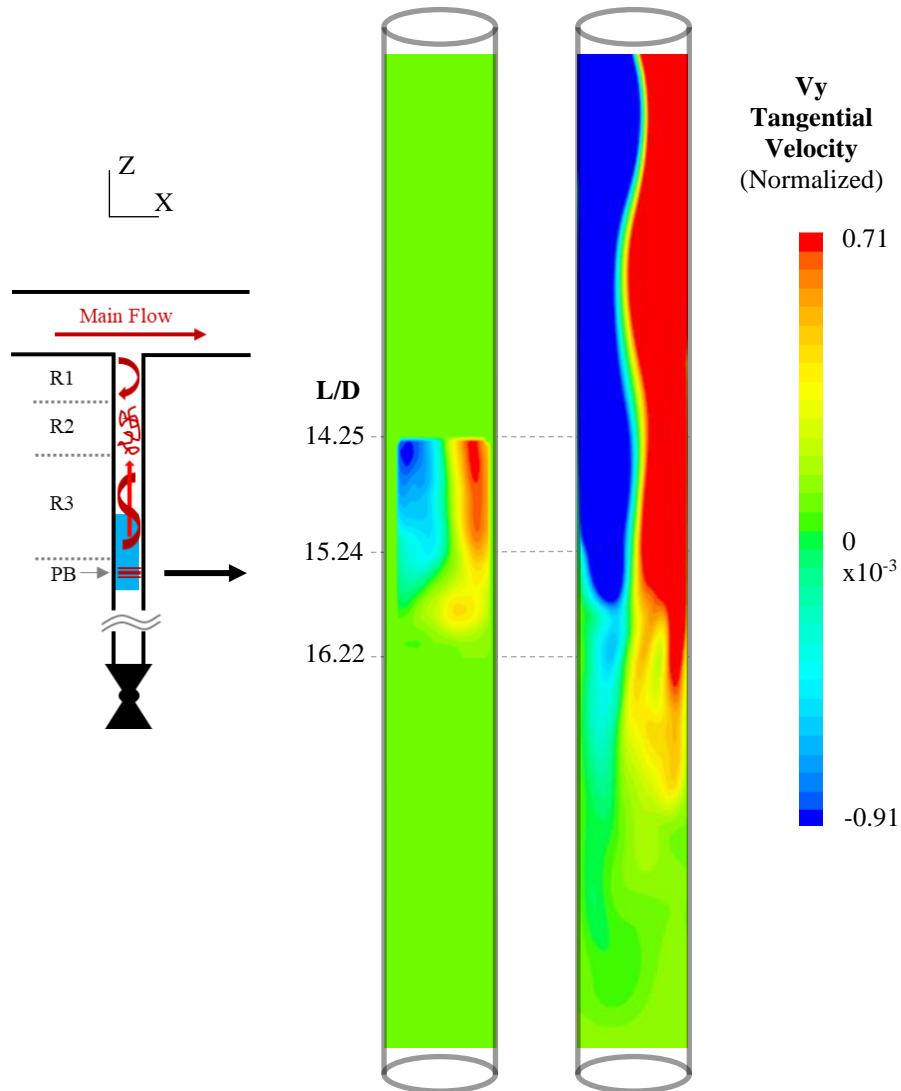 Vy
Tangential
Velocity
(Normalized)
Z
X
0.71
Main Flow
R1
L/D
R2
14.25
R3
15.24
0
PB
x10⁻³
16.22
-0.91